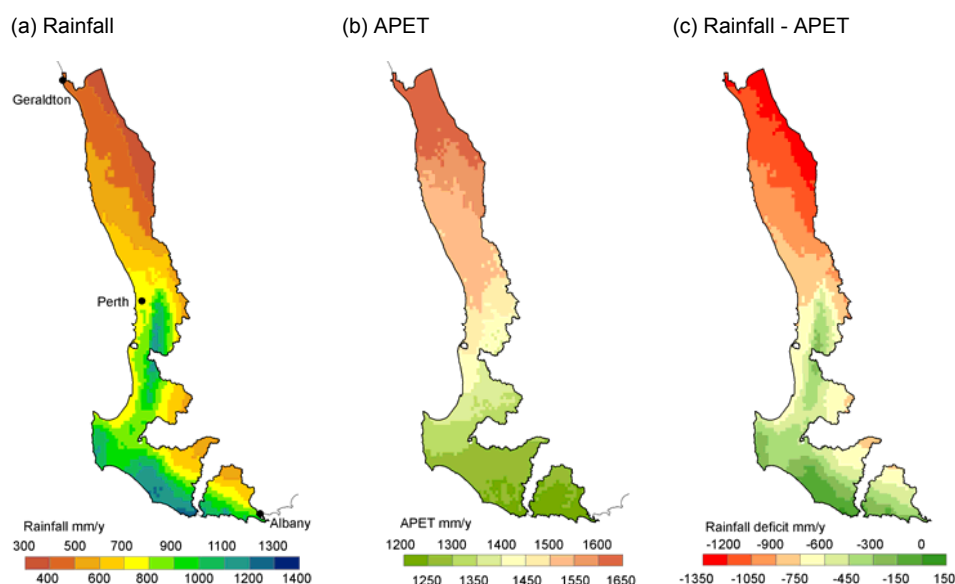 (a) Rainfall
(b) APET
(c) Rainfall - APET
Geraldton
Perth
Albany
Rainfall mm/y
300 500 700 900 1100 1300
400 600 800 1000 1200 1400
APET mm/y
1200 1300 1400 1500 1600
1250 1350 1450 1550 1650
Rainfall deficit mm/y
-1200 -900 -600 -300 0
-1350 -1050 -750 -450 -150 150